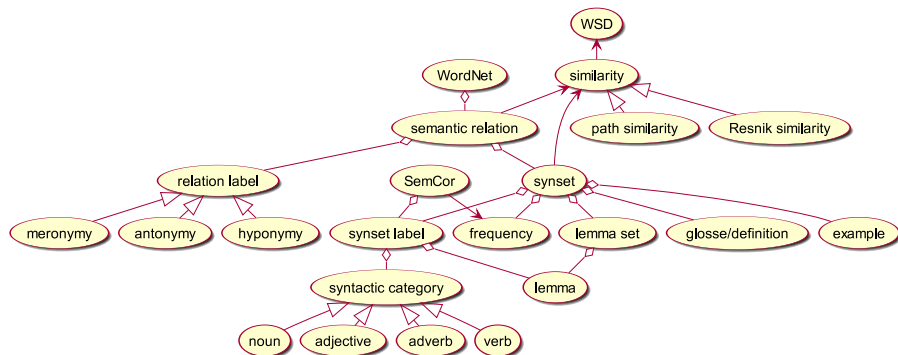 WSD
WordNet
similarity
semantic relation
path similarity
Resnik similarity
relation label
SemCor
synset
meronymy
antonymy
hyponymy
synset label
frequency
lemma set
glosse/definition
example
syntactic category
lemma
noun
adjective
adverb
verb